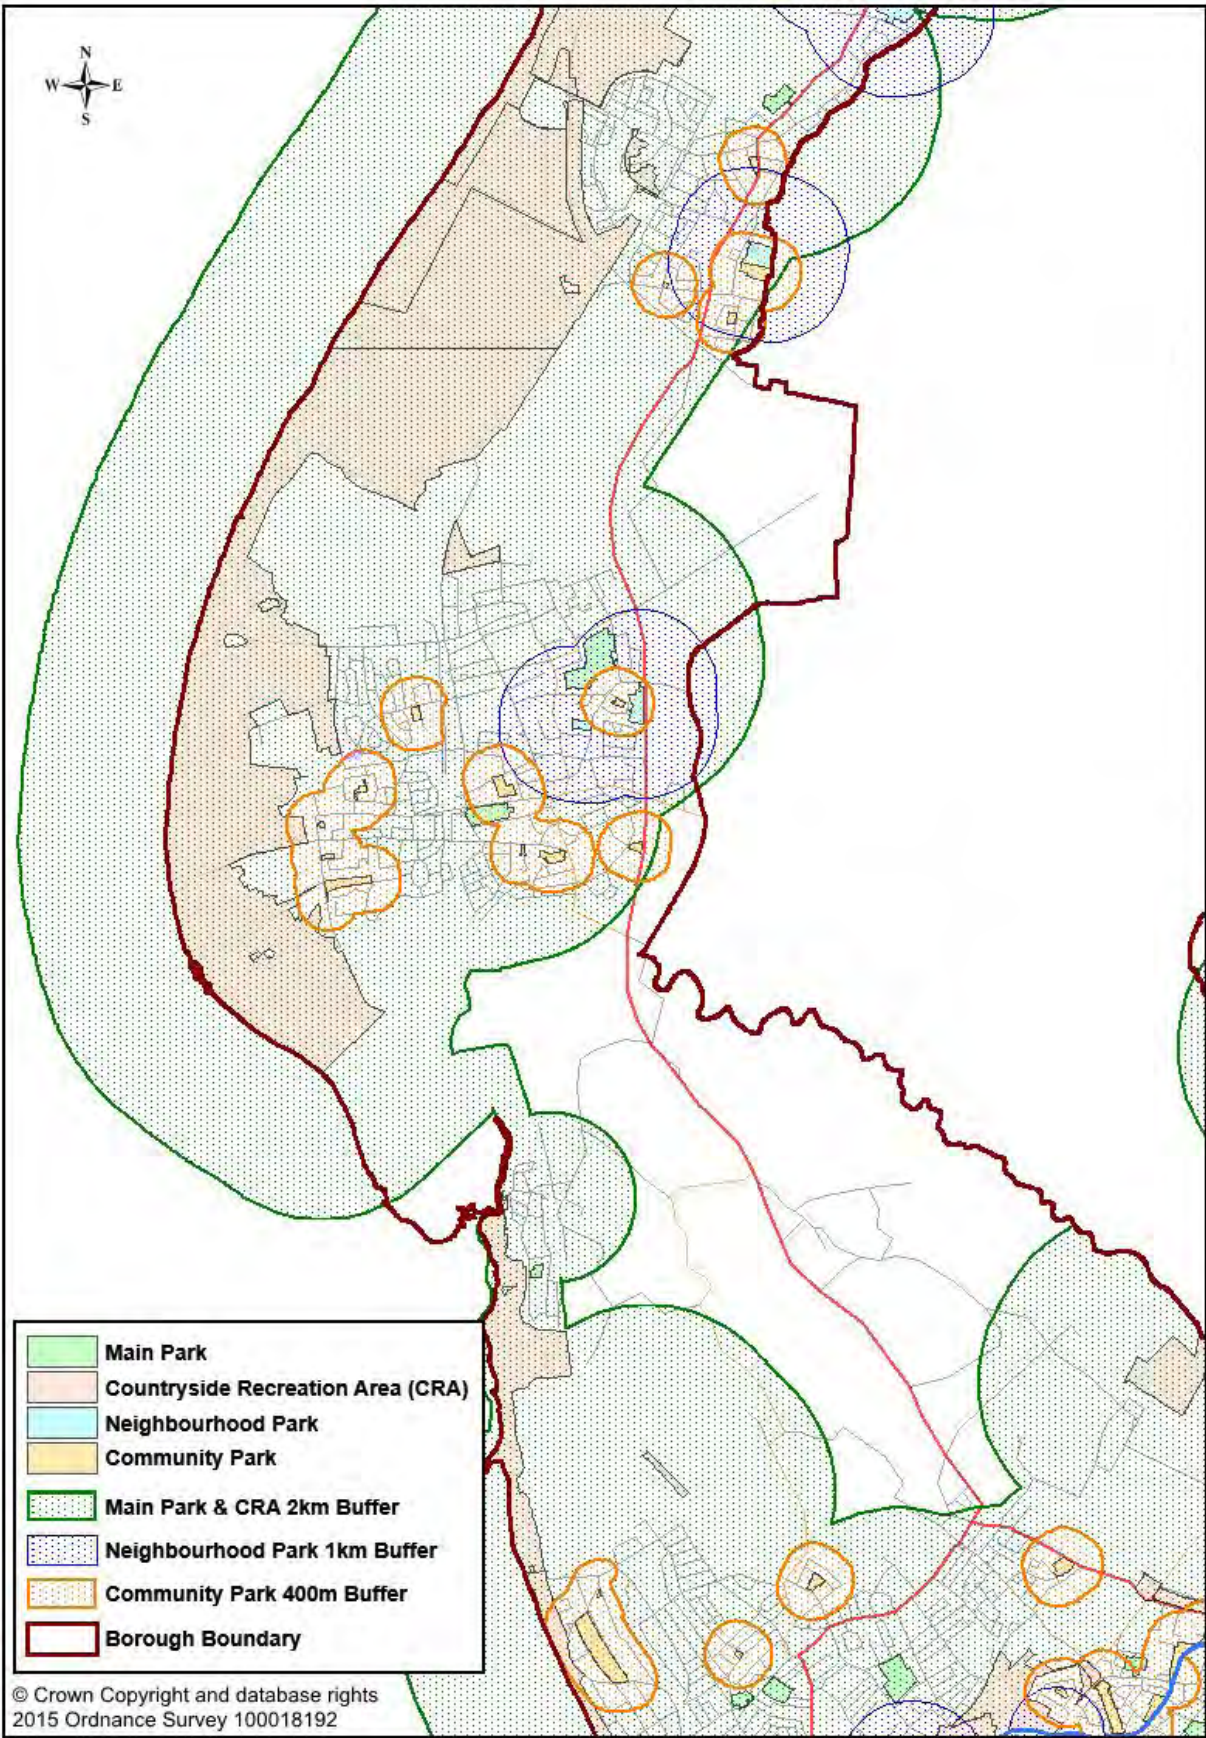 N
W E
S
Main Park
Countryside Recreation Area (CRA)
Neighbourhood Park
Community Park
Main Park & CRA 2km Buffer
Neighbourhood Park 1km Buffer
Community Park 400m Buffer
Borough Boundary
© Crown Copyright and database rights
2015 Ordnance Survey 100018192